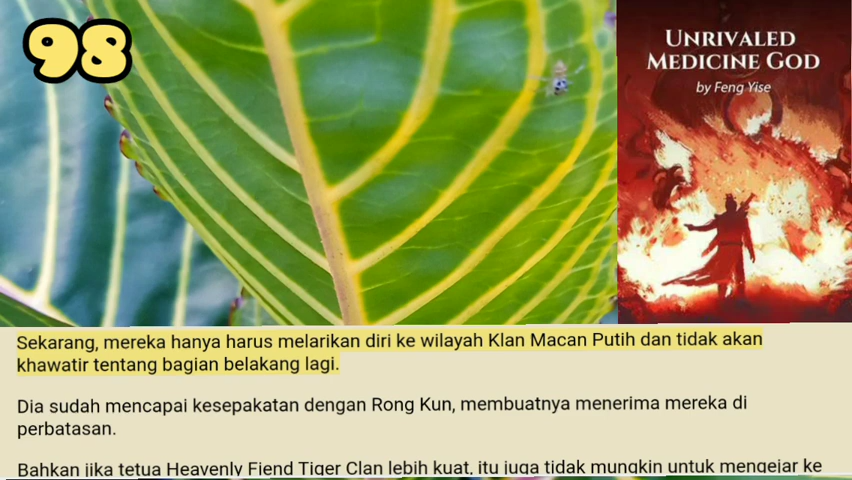 98
UNRIVALED
MEDICINE GOD
by Feng Yise
Sekarang, mereka hanya harus melarikan diri ke wilayah Klan Macan Putih dan tidak akan
khawatir tentang bagian belakang lagi.
Dia sudah mencapai kesepakatan dengan Rong Kun, membuatnya menerima mereka di
perbatasan.
Bahkan jika tetua Heavenly Fiend Tiger Clan lebih kuat, itu juga tidak mungkin untuk mengejar ke